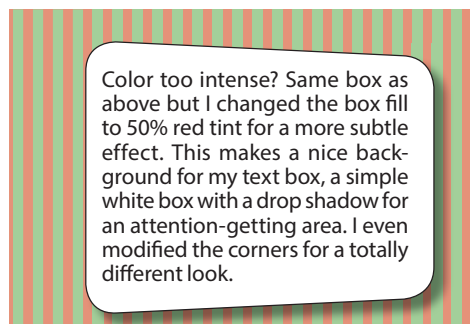 Color too intense? Same box as
above but I changed the box fill
to 50% red tint for a more subtle
effect. This makes a nice back-
ground for my text box, a simple
white box with a drop shadow for
an attention-getting area. I even
modified the corners for a totally
different look.